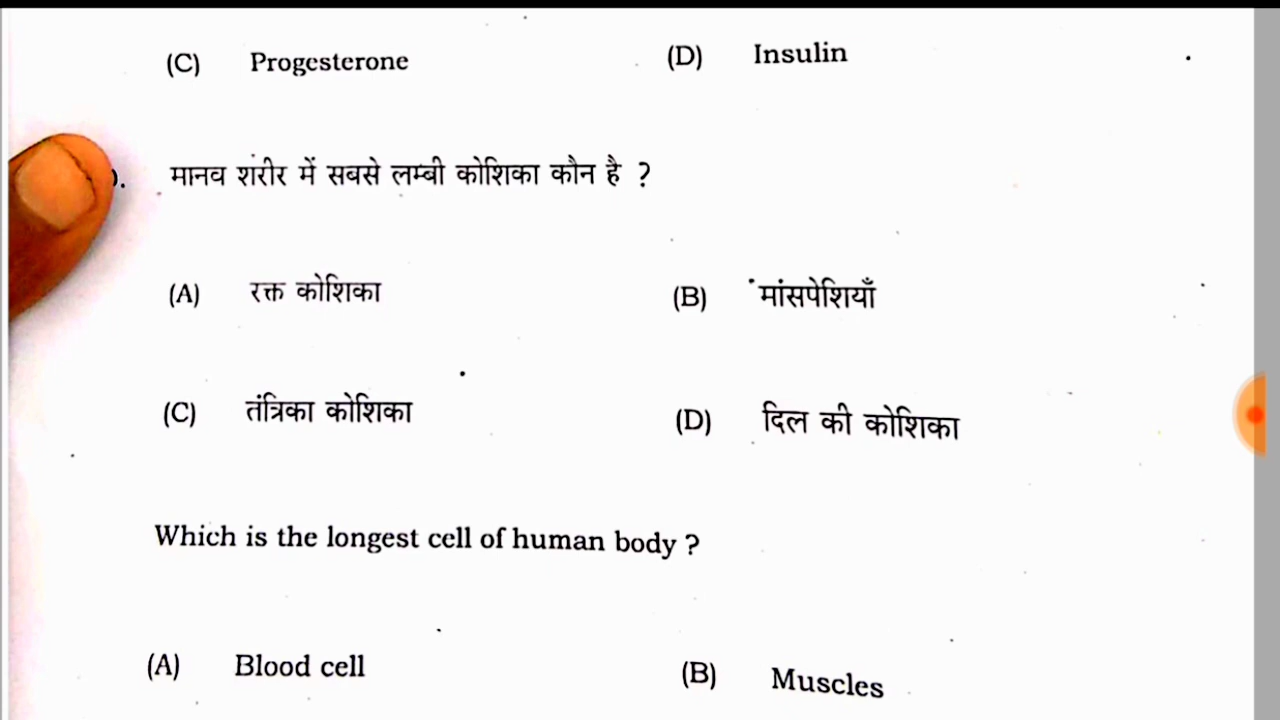 (C) Progesterone (D) Insulin
मानव शरीर में सबसे लम्बी कोशिका कौन है ?
(A) रक्त कोशिका (B) मांसपेशियाँ
(C) तंत्रिका कोशिका (D) दिल की कोशिका
Which is the longest cell of human body ?
(A) Blood cell (B) Muscles